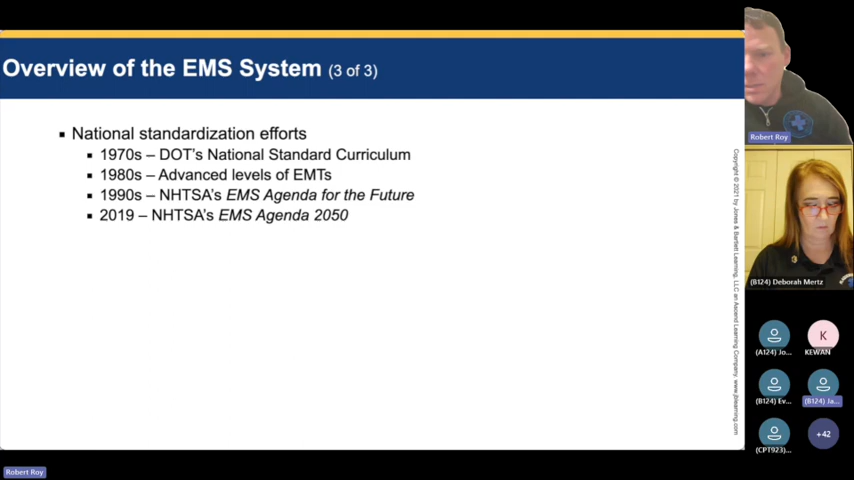 Overview of the EMS System (3 of 3)
▪ National standardization efforts
▪ 1970s – DOT's National Standard Curriculum
▪ 1980s – Advanced levels of EMTs
▪ 1990s – NHTSA's EMS Agenda for the Future
▪ 2019 – NHTSA's EMS Agenda 2050
Copyright © 2021 by Jones & Bartlett Learning, LLC an Ascend Learning Company. www.jblearning.com
Robert Roy
(B124) Deborah Mertz
K
(A124) Jo...
KEWAN
(B124) Ev...
(B124) Ja...
(CPT923)...
+42
Robert Roy